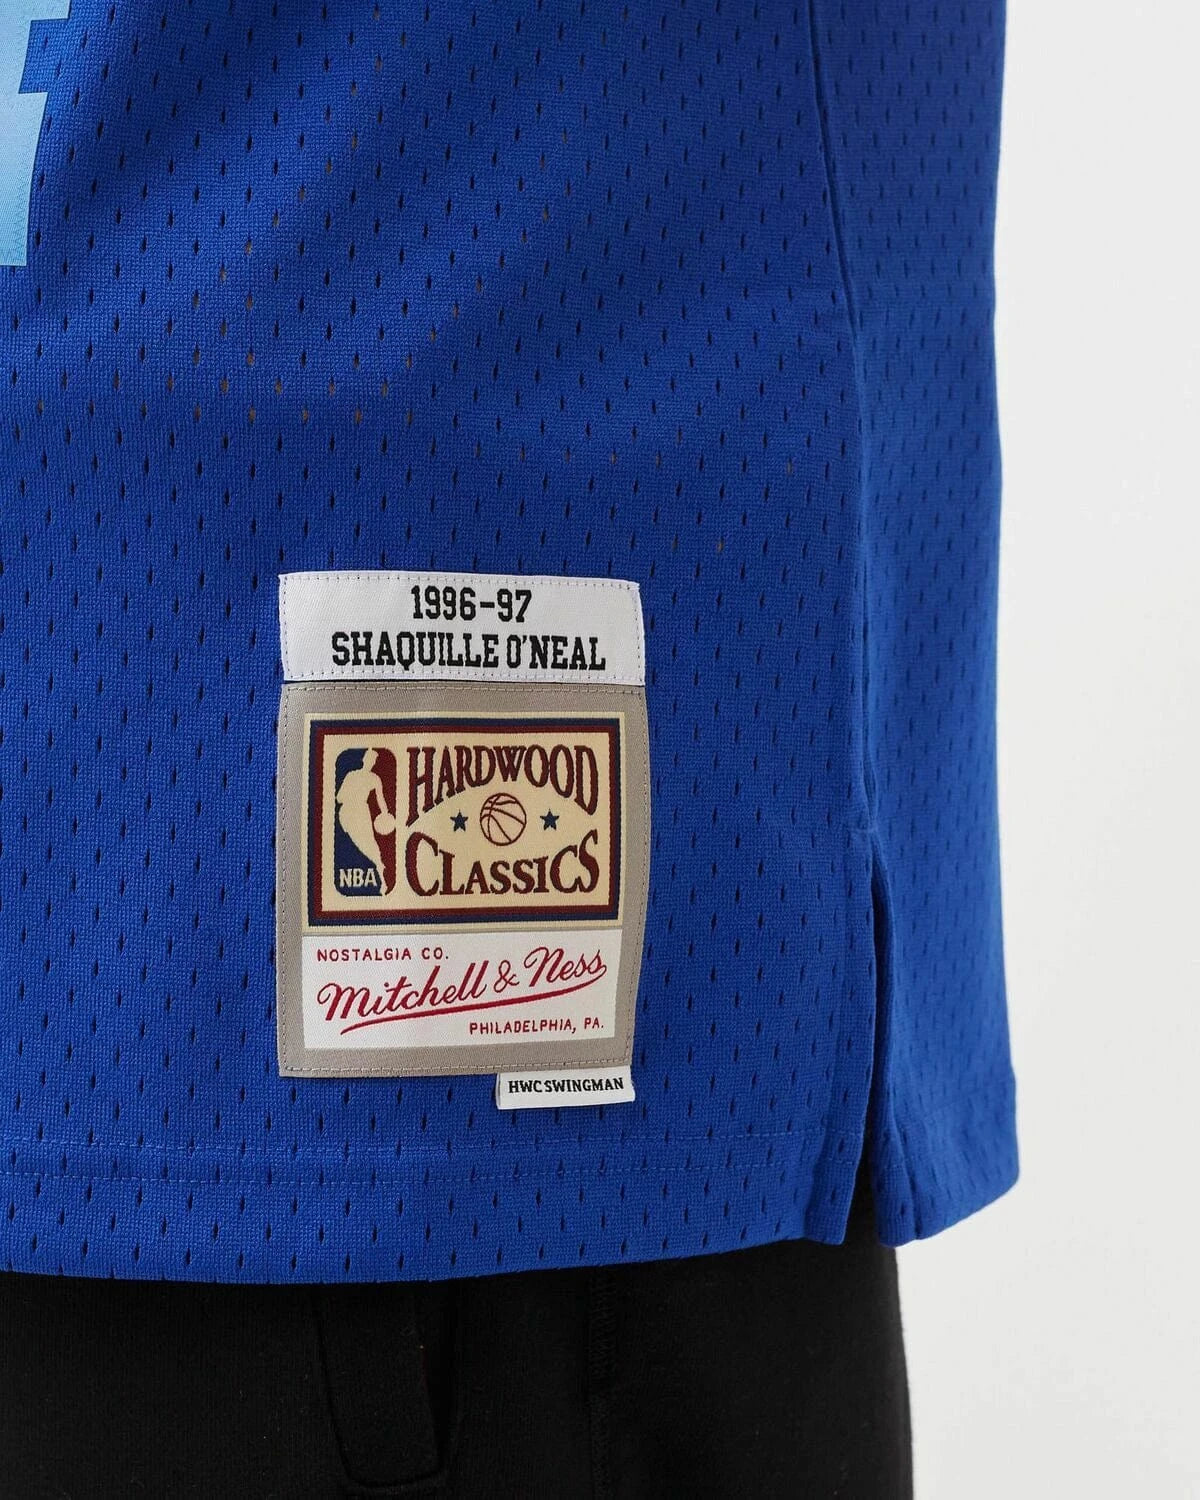 1996-97
SHAQUILLE O'NEAL
HARDWOOD
CLASSICS
NBA
NOSTALGIA CO.
Mitchell & Ness
PHILADELPHIA, PA.
HWC SWINGMAN